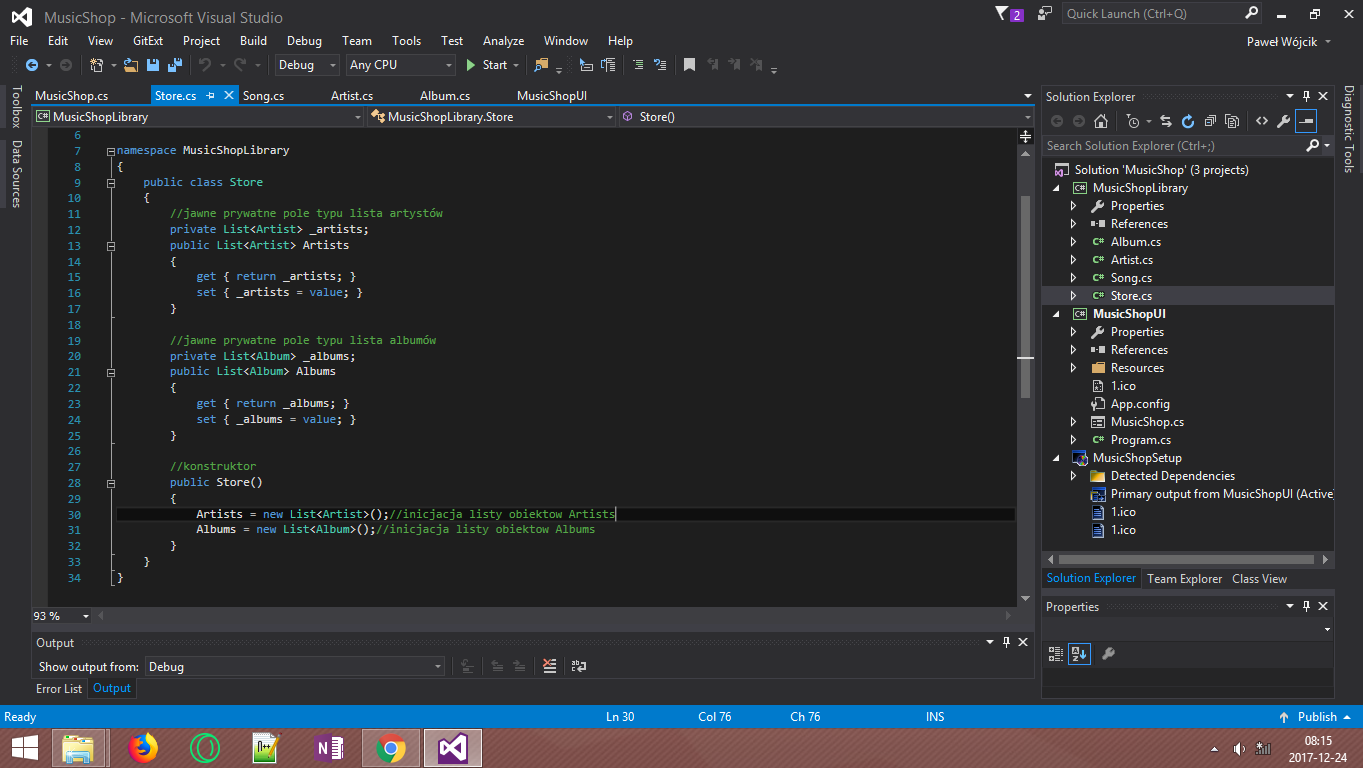 MusicShop - Microsoft Visual Studio
2
Quick Launch (Ctrl+Q)
File Edit View GitExt Project Build Debug Team Tools Test Analyze Window Help
Paweł Wójcik
Debug Any CPU Start
Toolbox
Data Sources
MusicShop.cs Store.cs Song.cs Artist.cs Album.cs MusicShopUI
C# MusicShopLibrary MusicShopLibrary.Store Store()
6
7 namespace MusicShopLibrary
8 {
9 public class Store
10 {
11 //jawne prywatne pole typu lista artystów
12 private List<Artist> _artists;
13 public List<Artist> Artists
14 {
15 get { return _artists; }
16 set { _artists = value; }
17 }
18
19 //jawne prywatne pole typu lista albumów
20 private List<Album> _albums;
21 public List<Album> Albums
22 {
23 get { return _albums; }
24 set { _albums = value; }
25 }
26
27 //konstruktor
28 public Store()
29 {
30 Artists = new List<Artist>();//inicjacja listy obiektow Artists
31 Albums = new List<Album>();//inicjacja listy obiektow Albums
32 }
33 }
34 }
93 %
Output
Show output from: Debug
Error List Output
Solution Explorer
Search Solution Explorer (Ctrl+;)
Solution 'MusicShop' (3 projects)
C# MusicShopLibrary
Properties
References
C# Album.cs
C# Artist.cs
C# Song.cs
C# Store.cs
C# MusicShopUI
Properties
References
Resources
1.ico
App.config
MusicShop.cs
C# Program.cs
MusicShopSetup
Detected Dependencies
Primary output from MusicShopUI (Active
1.ico
1.ico
Solution Explorer Team Explorer Class View
Properties
Diagnostic Tools
Ready Ln 30 Col 76 Ch 76 INS Publish
08:15
2017-12-24